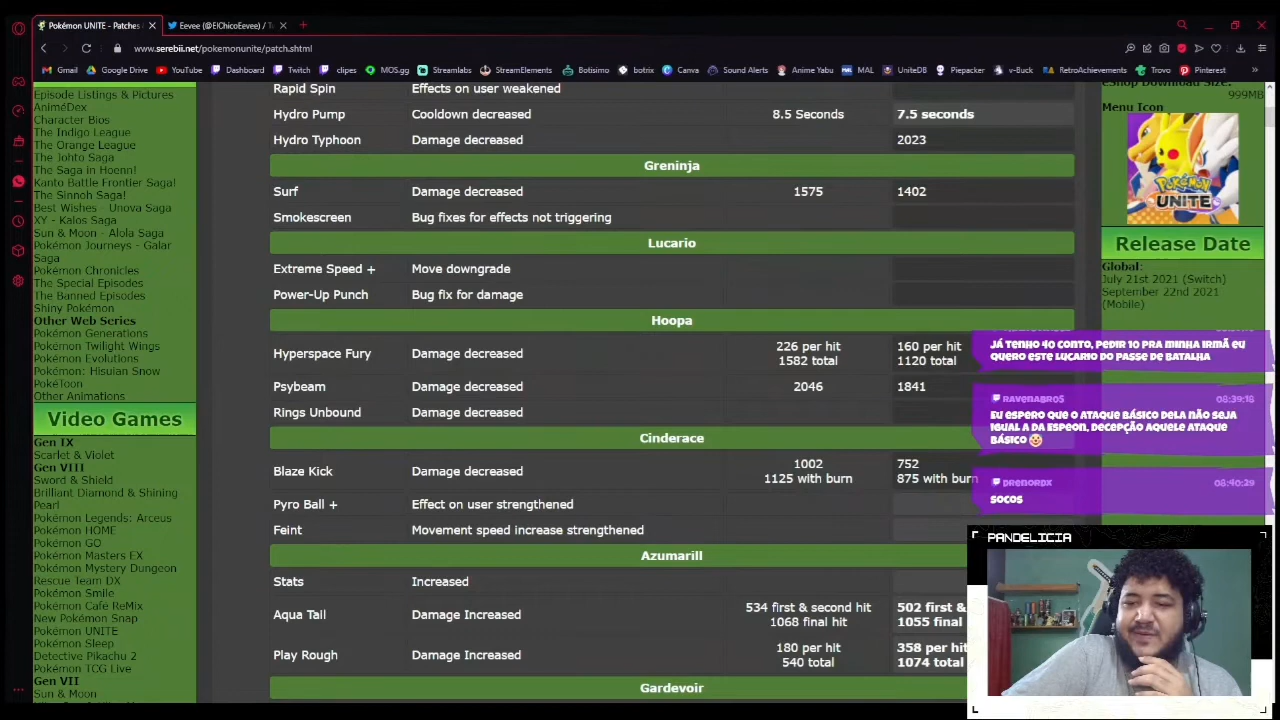 Pokémon UNITE - Patches
Eevee (@ElChicoEevee) / T
www.serebii.net/pokemonunite/patch.shtml
Gmail
Google Drive
YouTube
Dashboard
Twitch
clipes
MOS.gg
Streamlabs
StreamElements
Botisimo
botrix
Canva
Sound Alerts
Anime Yabu
MAL
UniteDB
Piepacker
v-Buck
RetroAchievements
Trovo
Pinterest
Episode Listings & Pictures
AniméDex
Character Bios
The Indigo League
The Orange League
The Johto Saga
The Saga in Hoenn!
Kanto Battle Frontier Saga!
The Sinnoh Saga!
Best Wishes - Unova Saga
XY - Kalos Saga
Sun & Moon - Alola Saga
Pokémon Journeys - Galar
Saga
Pokémon Chronicles
The Special Episodes
The Banned Episodes
Shiny Pokémon
Other Web Series
Pokémon Generations
Pokémon Twilight Wings
Pokémon Evolutions
Pokémon: Hisuian Snow
PokéToon
Other Animations
Video Games
Gen IX
Scarlet & Violet
Gen VIII
Sword & Shield
Brilliant Diamond & Shining
Pearl
Pokémon Legends: Arceus
Pokémon HOME
Pokémon GO
Pokémon Masters EX
Pokémon Mystery Dungeon
Rescue Team DX
Pokémon Smile
Pokémon Café ReMix
New Pokémon Snap
Pokémon UNITE
Pokémon Sleep
Detective Pikachu 2
Pokémon TCG Live
Gen VII
Sun & Moon
Rapid Spin Effects on user weakened
Hydro Pump Cooldown decreased 8.5 Seconds 7.5 seconds
Hydro Typhoon Damage decreased 2023
Greninja
Surf Damage decreased 1575 1402
Smokescreen Bug fixes for effects not triggering
Lucario
Extreme Speed + Move downgrade
Power-Up Punch Bug fix for damage
Hoopa
Hyperspace Fury Damage decreased 226 per hit 160 per hit
1582 total 1120 total
Psybeam Damage decreased 2046 1841
Rings Unbound Damage decreased
Cinderace
Blaze Kick Damage decreased 1002 752
1125 with burn 875 with burn
Pyro Ball + Effect on user strengthened
Feint Movement speed increase strengthened
Azumarill
Stats Increased
Aqua Tail Damage Increased 534 first & second hit 502 first &
1068 final hit 1055 final
Play Rough Damage Increased 180 per hit 358 per hit
540 total 1074 total
Gardevoir
eShop Download Size:
999MB
Menu Icon
POKÉMON
UNITE
Release Date
Global:
July 21st 2021 (Switch)
September 22nd 2021
(Mobile)
Já tenho 40 conto, pedir 10 pra minha irmã eu
quero este lucario do passe de batalha
ravenabr05 08:39:18
Eu espero que o ataque básico dela não seja
igual a da Espeon, decepção aquele ataque
básico
prenordx 08:40:29
socos
PANDELICIA